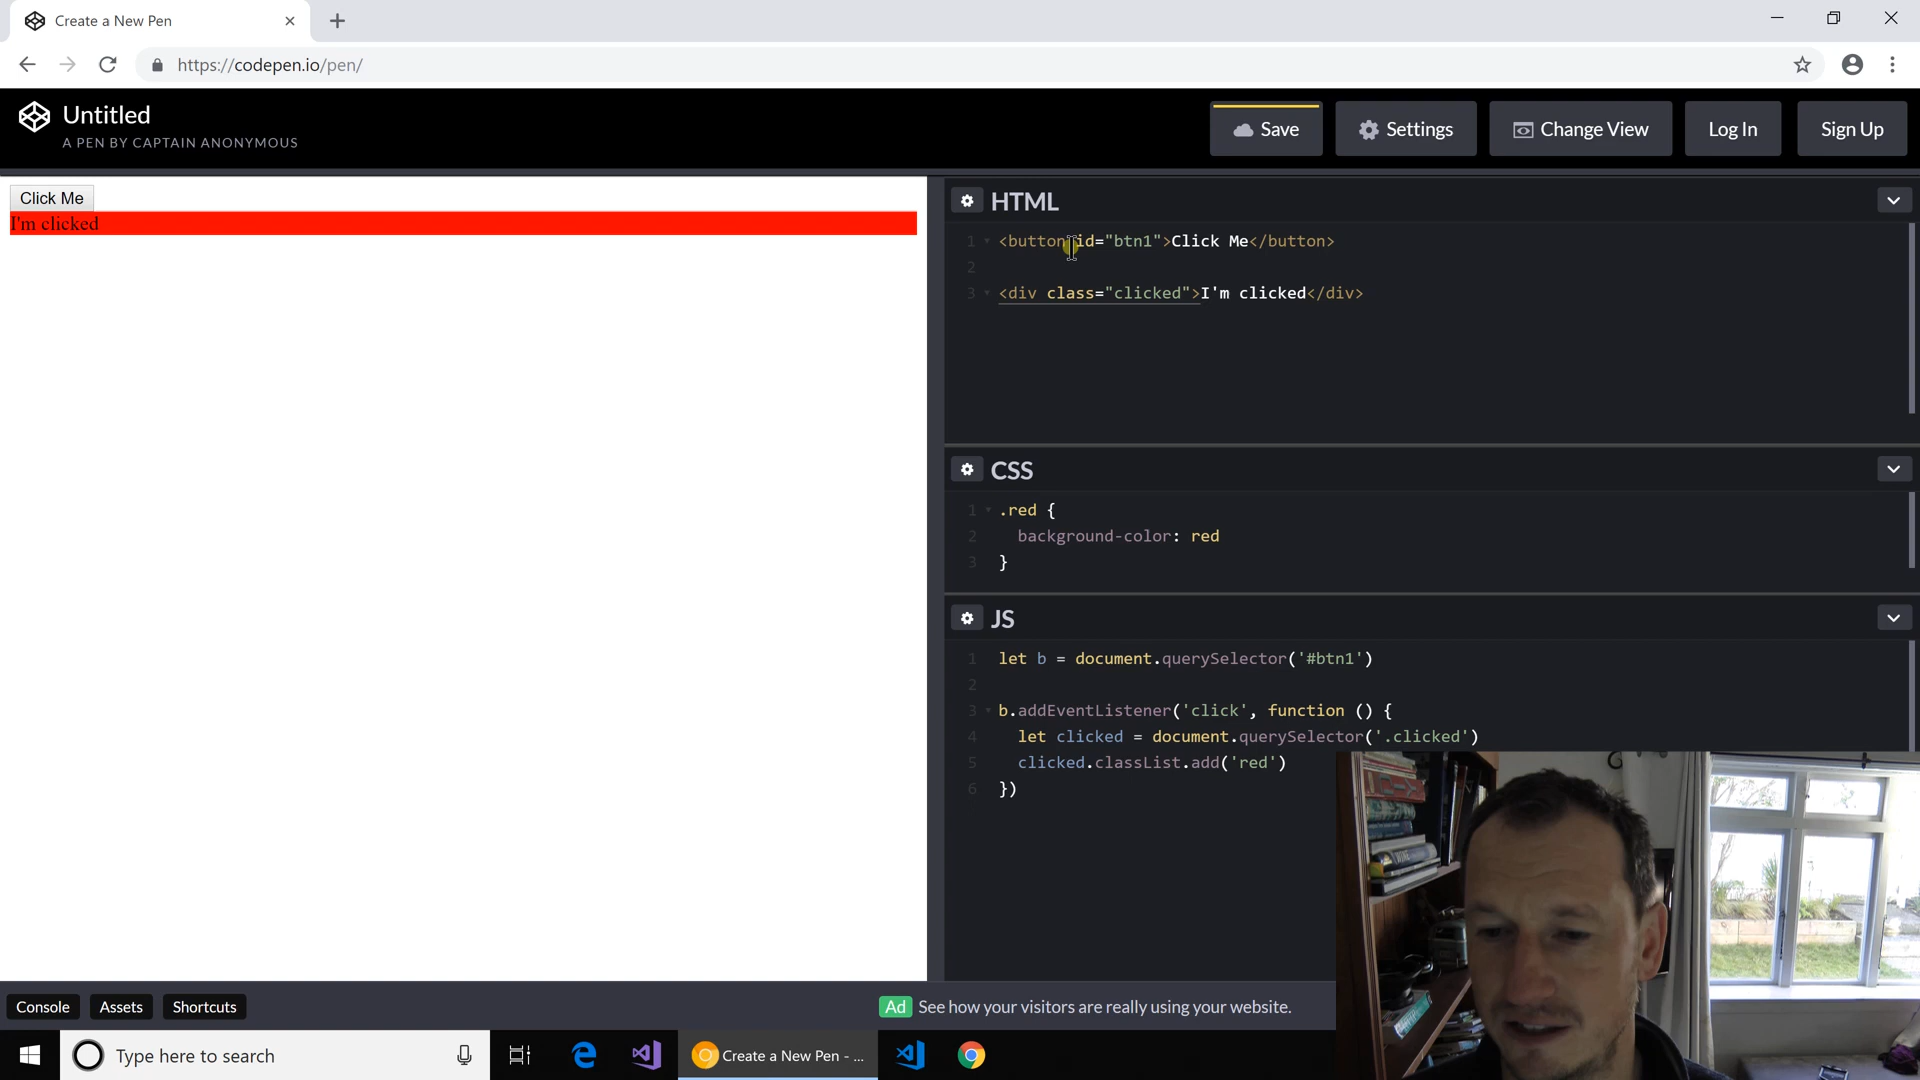 Create a New Pen
https://codepen.io/pen/
Untitled
A PEN BY CAPTAIN ANONYMOUS
Save
Settings
Change View
Log In
Sign Up
Click Me
I'm clicked
HTML
1 <button id="btn1">Click Me</button>
2
3 <div class="clicked">I'm clicked</div>
CSS
1 .red {
2 background-color: red
3 }
JS
1 let b = document.querySelector('#btn1')
2
3 b.addEventListener('click', function () {
4 let clicked = document.querySelector('.clicked')
5 clicked.classList.add('red')
6 })
Console
Assets
Shortcuts
Ad See how your visitors are really using your website.
Type here to search
Create a New Pen - ...